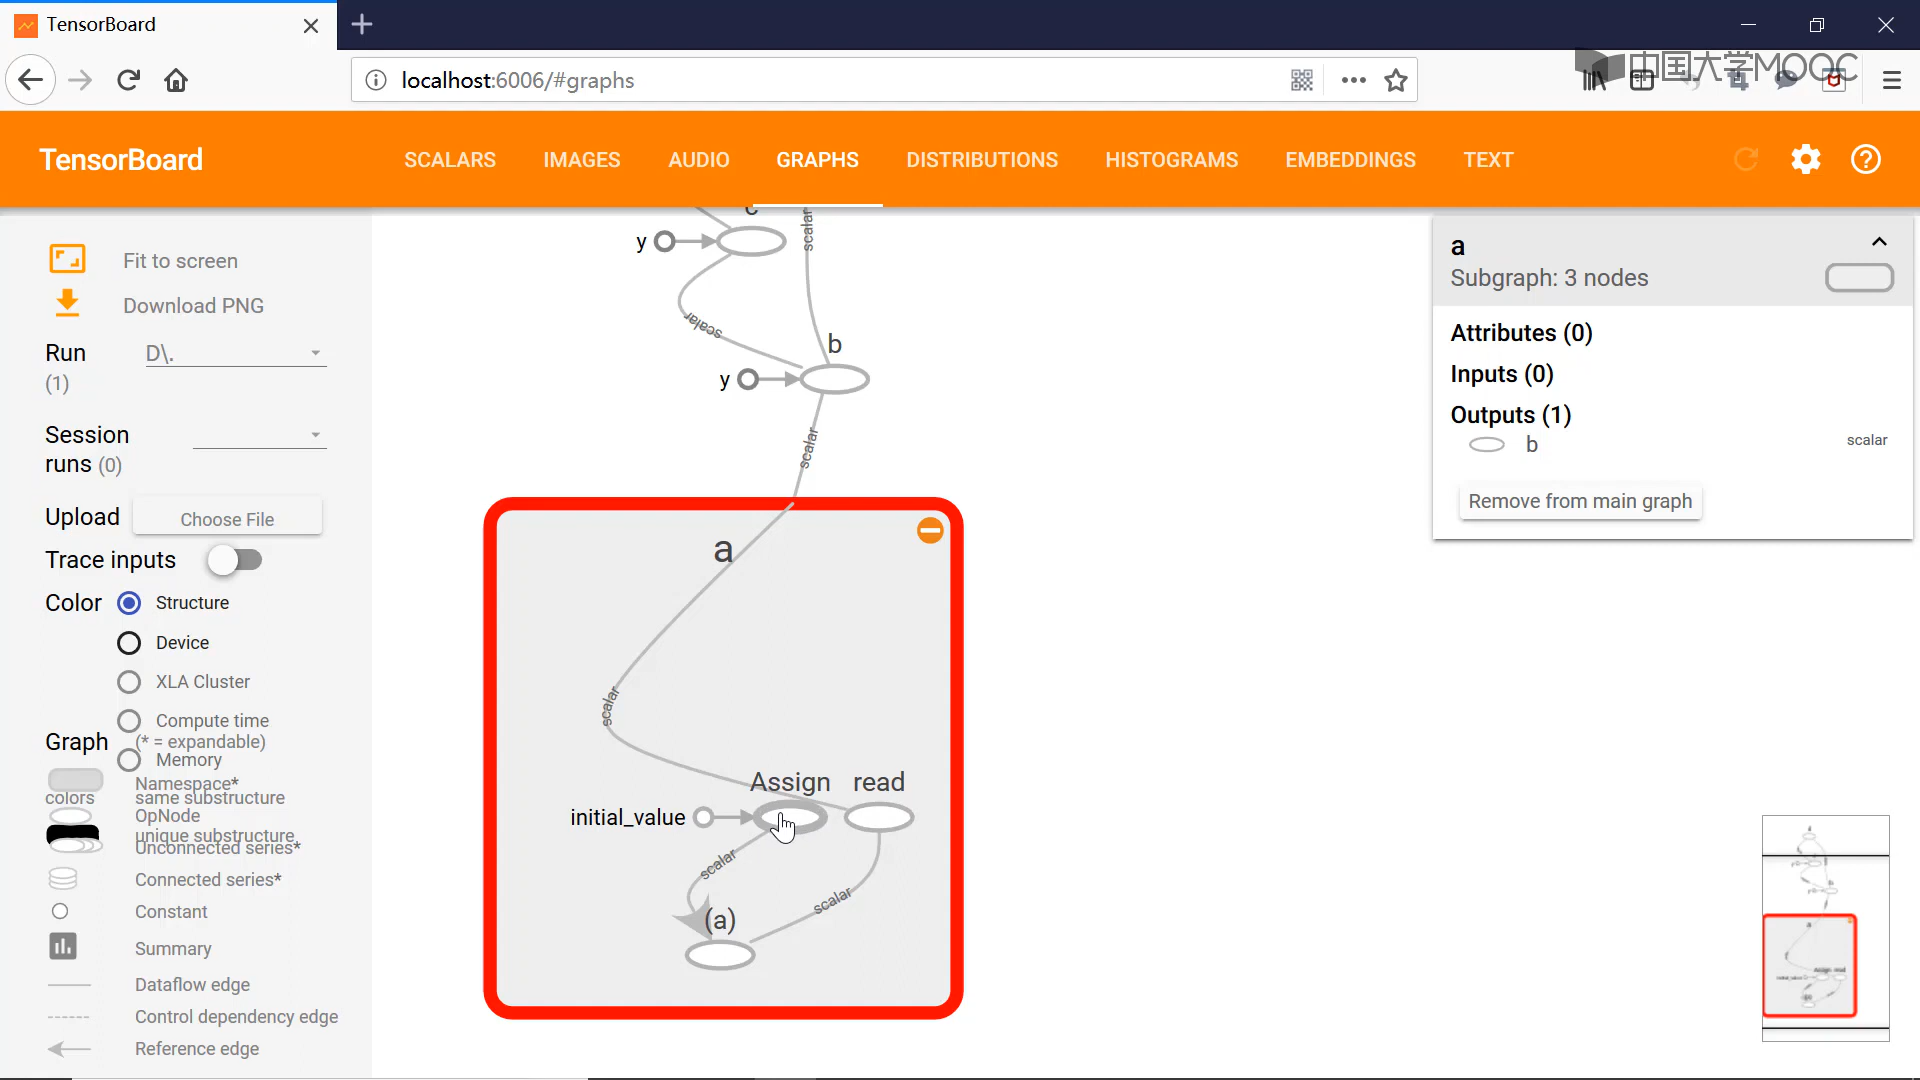 TensorBoard
localhost:6006/#graphs
中国大学MOOC
TensorBoard
SCALARS
IMAGES
AUDIO
GRAPHS
DISTRIBUTIONS
HISTOGRAMS
EMBEDDINGS
TEXT
Fit to screen
Download PNG
Run
(1)
D\.
Session
runs (0)
Upload
Choose File
Trace inputs
Color
Structure
Device
XLA Cluster
Compute time
Graph
(* = expandable)
Memory
Namespace*
colors
same substructure
OpNode
unique substructure
Unconnected series*
Connected series*
Constant
Summary
Dataflow edge
Control dependency edge
Reference edge
c
scalar
y
scalar
b
y
scalar
a
scalar
Assign
read
initial_value
scalar
scalar
(a)
a
Subgraph: 3 nodes
Attributes (0)
Inputs (0)
Outputs (1)
b
scalar
Remove from main graph